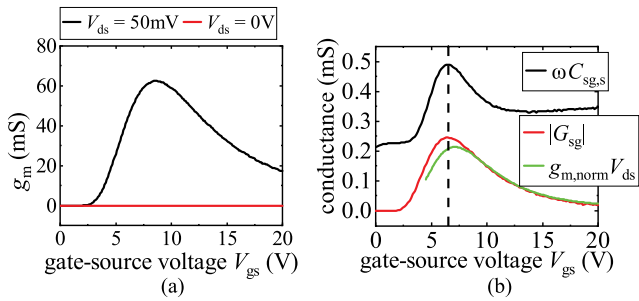 V_ds = 50mV V_ds = 0V
g_m (mS)
80
60
40
20
0
0 5 10 15 20
gate-source voltage V_gs (V)
(a)
ωC_sg,s
|G_sg|
g_m,norm V_ds
conductance (mS)
0.5
0.4
0.3
0.2
0.1
0.0
0 5 10 15 20
gate-source voltage V_gs (V)
(b)